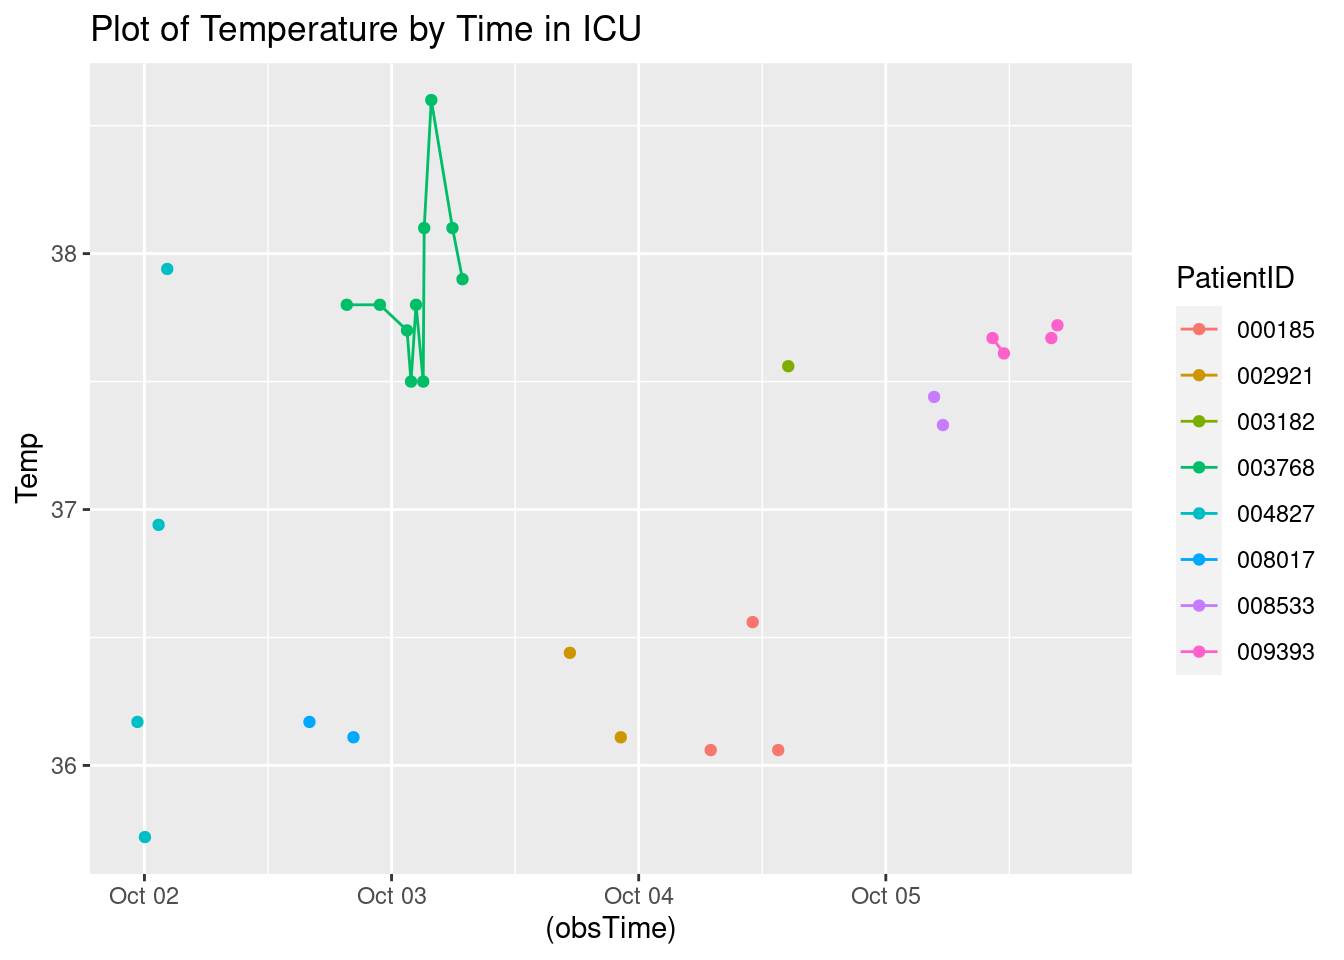 Plot of Temperature by Time in ICU
Temp
38
37
36
Oct 02
Oct 03
Oct 04
Oct 05
(obsTime)
PatientID
000185
002921
003182
003768
004827
008017
008533
009393